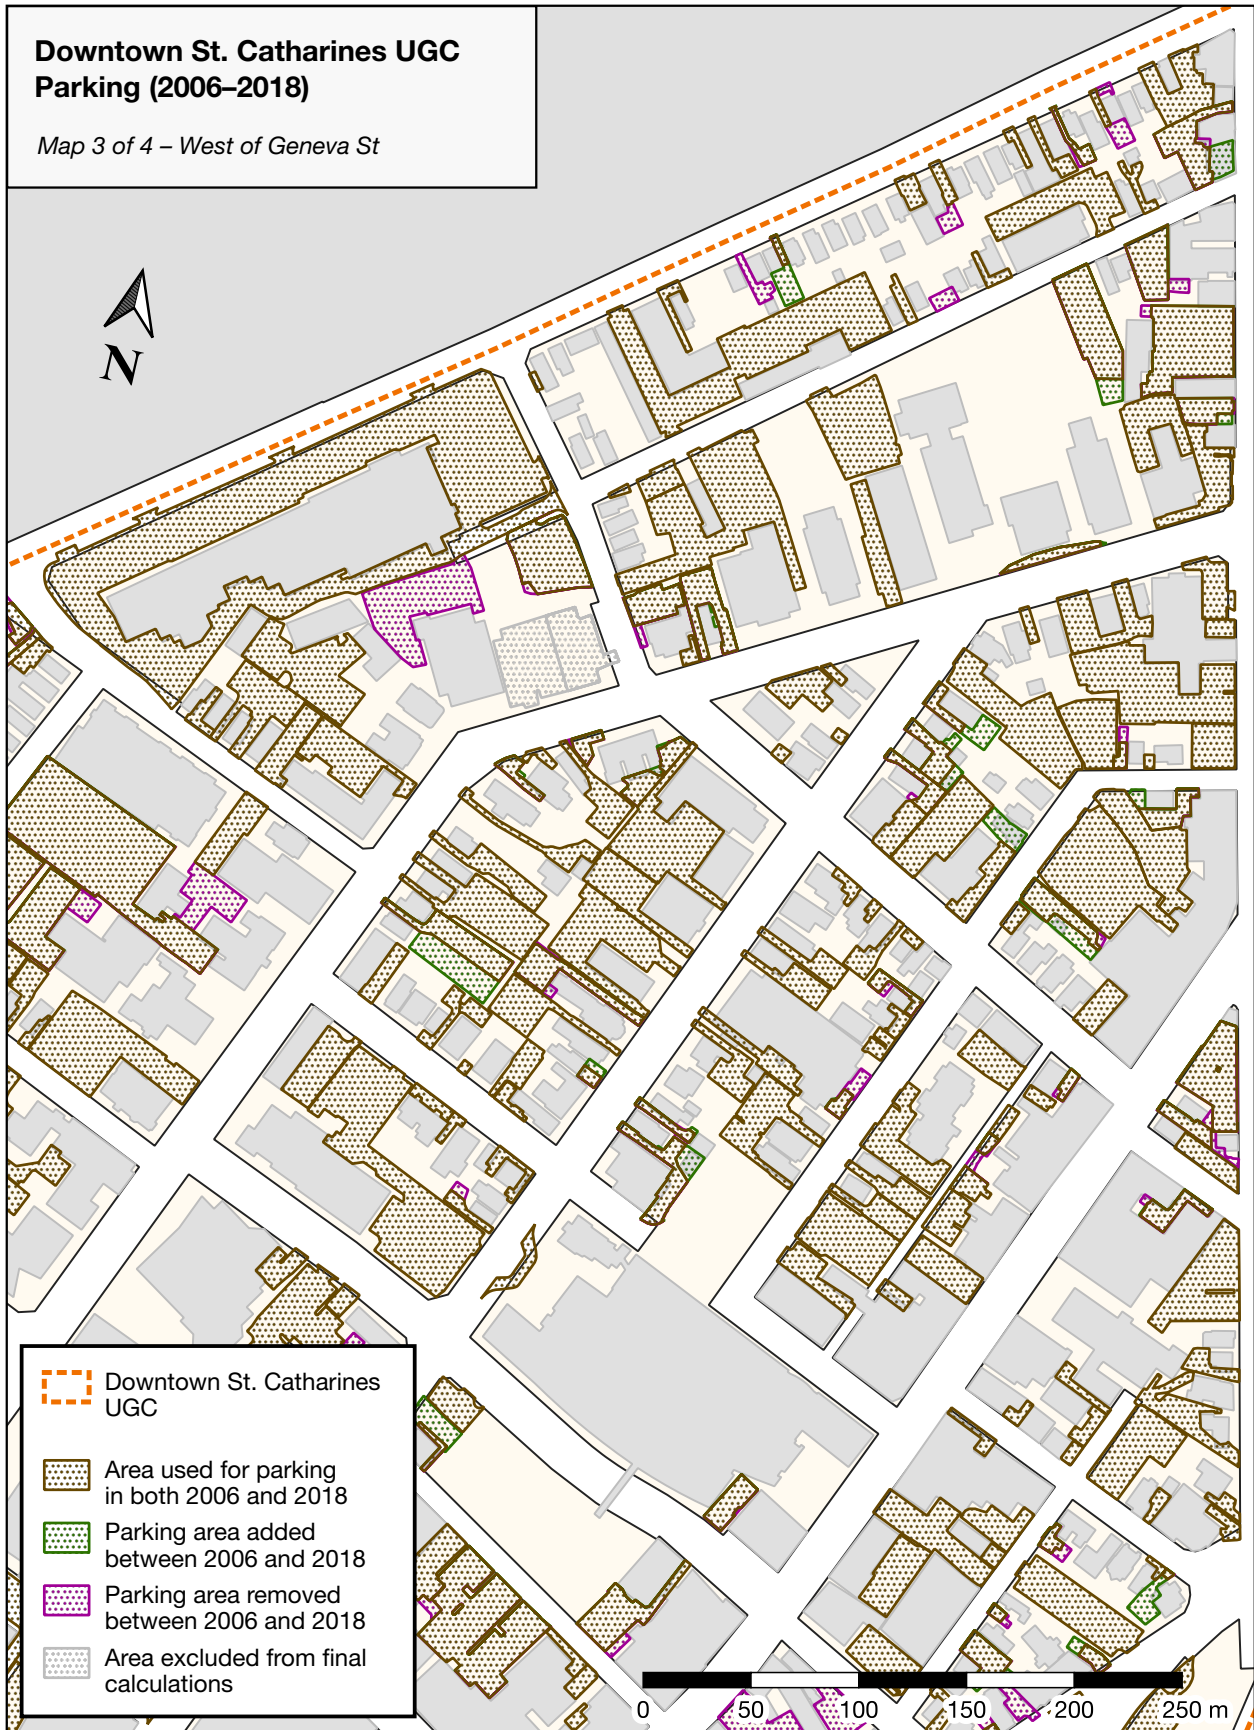 Downtown St. Catharines UGC
Parking (2006–2018)
Map 3 of 4 – West of Geneva St
N
Downtown St. Catharines
UGC
Area used for parking
in both 2006 and 2018
Parking area added
between 2006 and 2018
Parking area removed
between 2006 and 2018
Area excluded from final
calculations
0 50 100 150 200 250 m